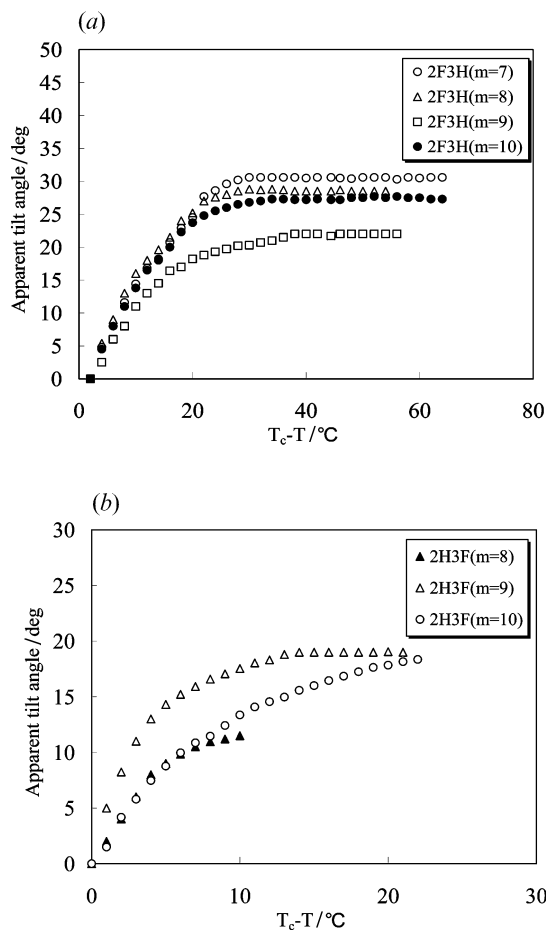 (a)
50
45
40
35
30
25
20
15
10
5
0
0
20
40
60
80
Apparent tilt angle/deg
Tc-T/℃
2F3H(m=7)
2F3H(m=8)
2F3H(m=9)
2F3H(m=10)
(b)
30
25
20
15
10
5
0
0
10
20
30
Apparent tilt angle/deg
Tc-T/℃
2H3F(m=8)
2H3F(m=9)
2H3F(m=10)